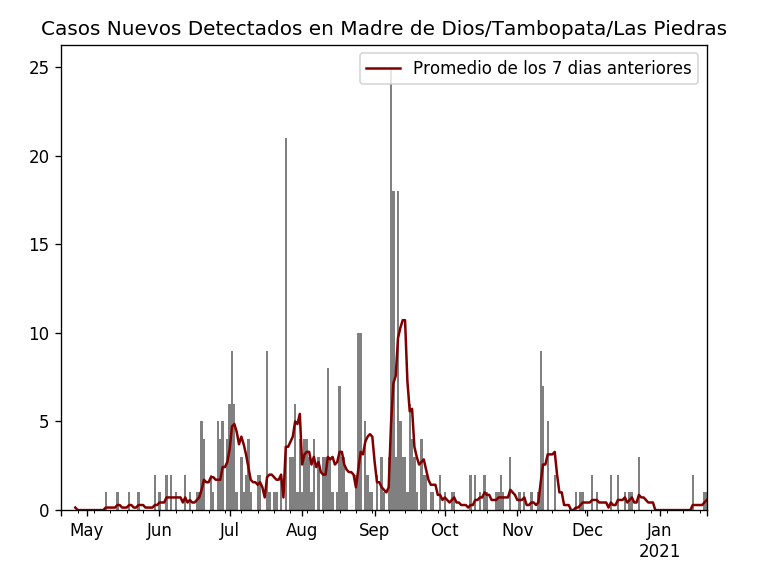 Casos Nuevos Detectados en Madre de Dios/Tambopata/Las Piedras
Promedio de los 7 dias anteriores
25
20
15
10
5
0
May Jun Jul Aug Sep Oct Nov Dec Jan
2021